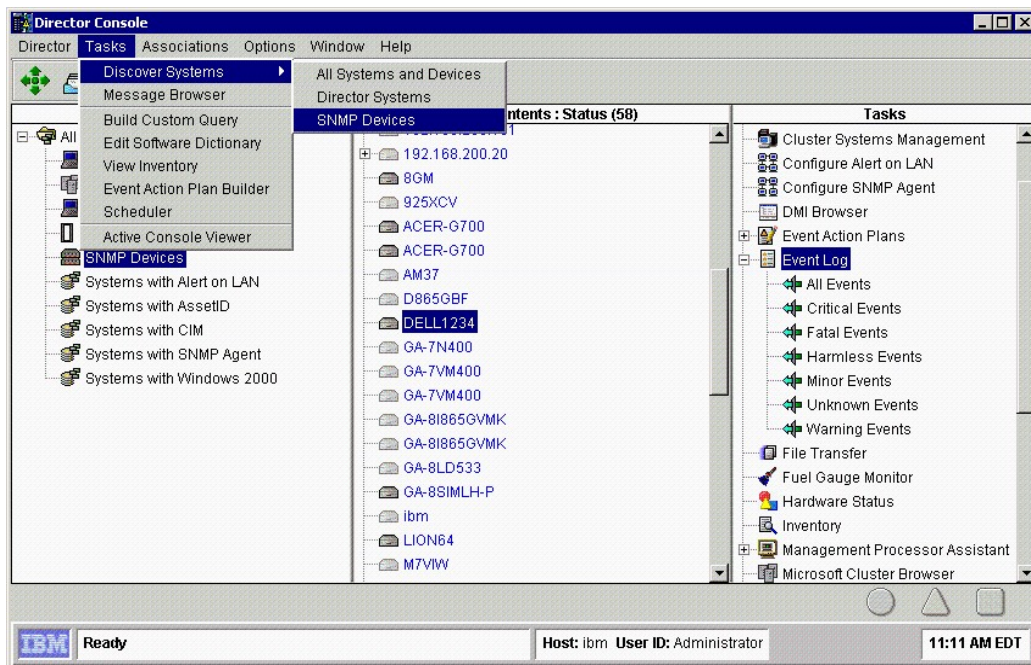 Director Console
Director Tasks Associations Options Window Help
Discover Systems
Message Browser
Build Custom Query
Edit Software Dictionary
View Inventory
Event Action Plan Builder
Scheduler
Active Console Viewer
All Systems and Devices
Director Systems
SNMP Devices
All
SNMP Devices
Systems with Alert on LAN
Systems with AssetID
Systems with CIM
Systems with SNMP Agent
Systems with Windows 2000
ntents : Status (58)
192.168.200.20
8GM
925XCV
ACER-G700
ACER-G700
AM37
D865GBF
DELL1234
GA-7N400
GA-7VM400
GA-7VM400
GA-8I865GVMK
GA-8I865GVMK
GA-8LD533
GA-8SIMLH-P
ibm
LION64
M7VIW
Tasks
Cluster Systems Management
Configure Alert on LAN
Configure SNMP Agent
DMI Browser
Event Action Plans
Event Log
All Events
Critical Events
Fatal Events
Harmless Events
Minor Events
Unknown Events
Warning Events
File Transfer
Fuel Gauge Monitor
Hardware Status
Inventory
Management Processor Assistant
Microsoft Cluster Browser
IBM Ready Host: ibm User ID: Administrator 11:11 AM EDT